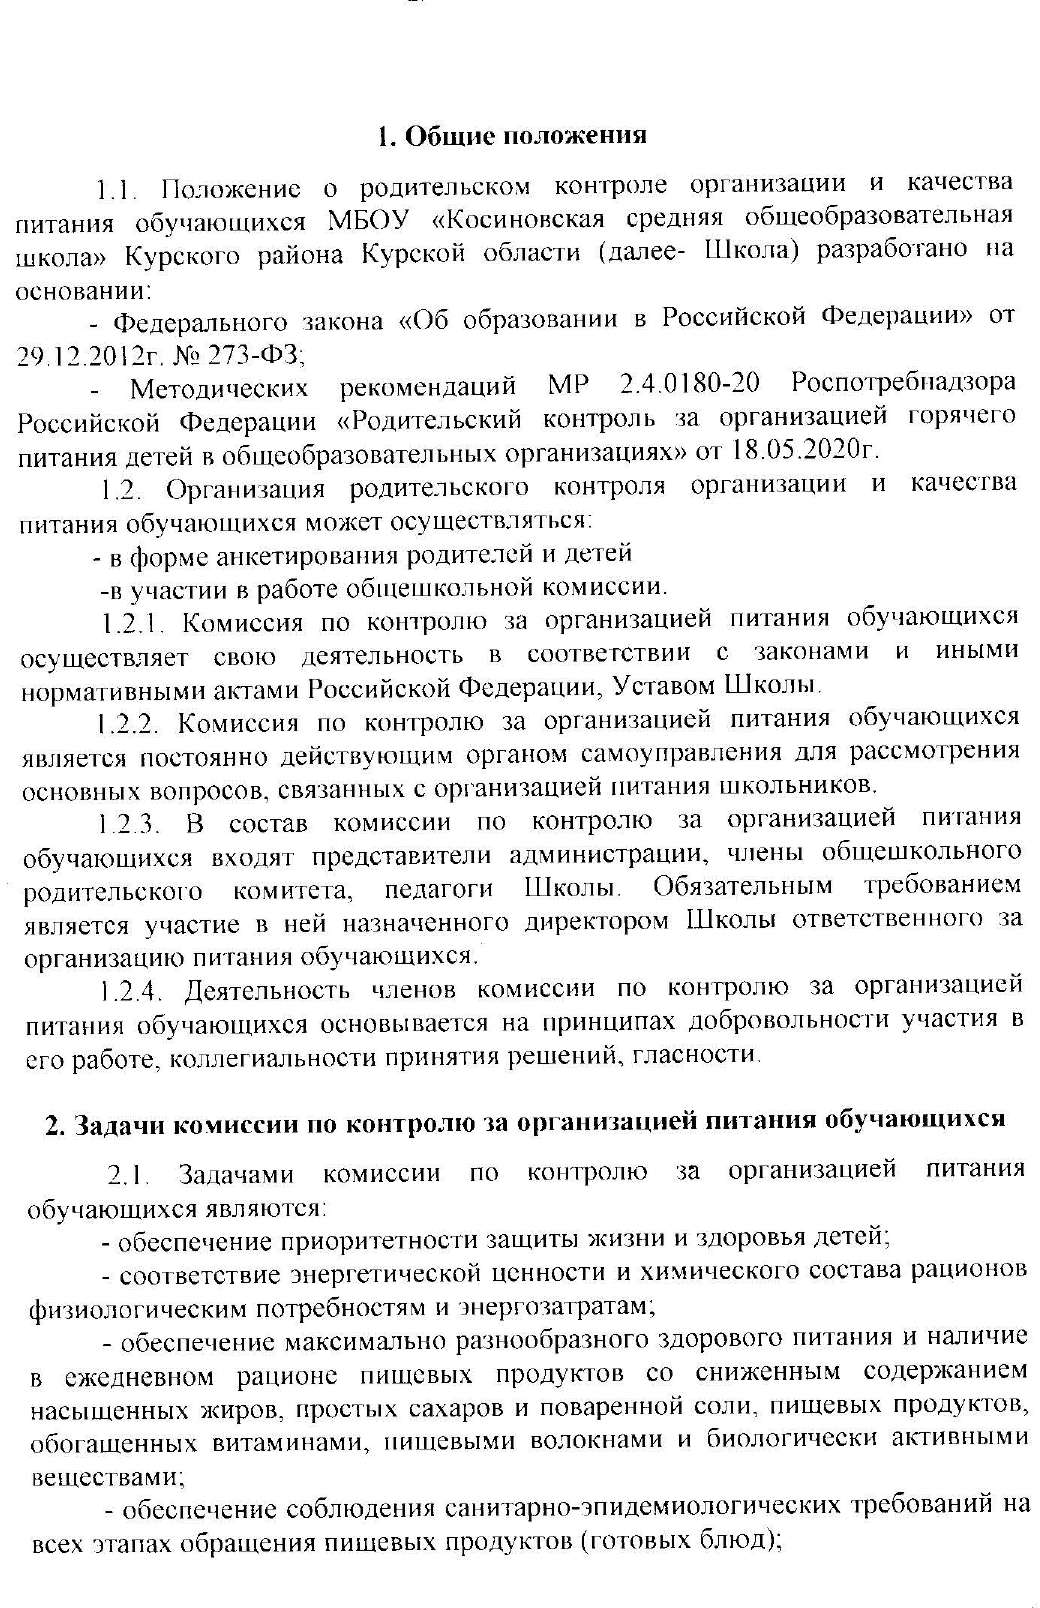 1. Общие положения
1.1. Положение о родительском контроле организации и качества
питания обучающихся МБОУ «Косиновская средняя общеобразовательная
школа» Курского района Курской области (далее- Школа) разработано на
основании:
- Федерального закона «Об образовании в Российской Федерации» от
29.12.2012г. № 273-ФЗ;
- Методических рекомендаций МР 2.4.0180-20 Роспотребнадзора
Российской Федерации «Родительский контроль за организацией горячего
питания детей в общеобразовательных организациях» от 18.05.2020г.
1.2. Организация родительского контроля организации и качества
питания обучающихся может осуществляться:
- в форме анкетирования родителей и детей
-в участии в работе общешкольной комиссии.
1.2.1. Комиссия по контролю за организацией питания обучающихся
осуществляет свою деятельность в соответствии с законами и иными
нормативными актами Российской Федерации, Уставом Школы.
1.2.2. Комиссия по контролю за организацией питания обучающихся
является постоянно действующим органом самоуправления для рассмотрения
основных вопросов, связанных с организацией питания школьников.
1.2.3. В состав комиссии по контролю за организацией питания
обучающихся входят представители администрации, члены общешкольного
родительского комитета, педагоги Школы. Обязательным требованием
является участие в ней назначенного директором Школы ответственного за
организацию питания обучающихся.
1.2.4. Деятельность членов комиссии по контролю за организацией
питания обучающихся основывается на принципах добровольности участия в
его работе, коллегиальности принятия решений, гласности.
2. Задачи комиссии по контролю за организацией питания обучающихся
2.1. Задачами комиссии по контролю за организацией питания
обучающихся являются:
- обеспечение приоритетности защиты жизни и здоровья детей;
- соответствие энергетической ценности и химического состава рационов
физиологическим потребностям и энергозатратам;
- обеспечение максимально разнообразного здорового питания и наличие
в ежедневном рационе пищевых продуктов со сниженным содержанием
насыщенных жиров, простых сахаров и поваренной соли, пищевых продуктов,
обогащенных витаминами, пищевыми волокнами и биологически активными
веществами;
- обеспечение соблюдения санитарно-эпидемиологических требований на
всех этапах обращения пищевых продуктов (готовых блюд);